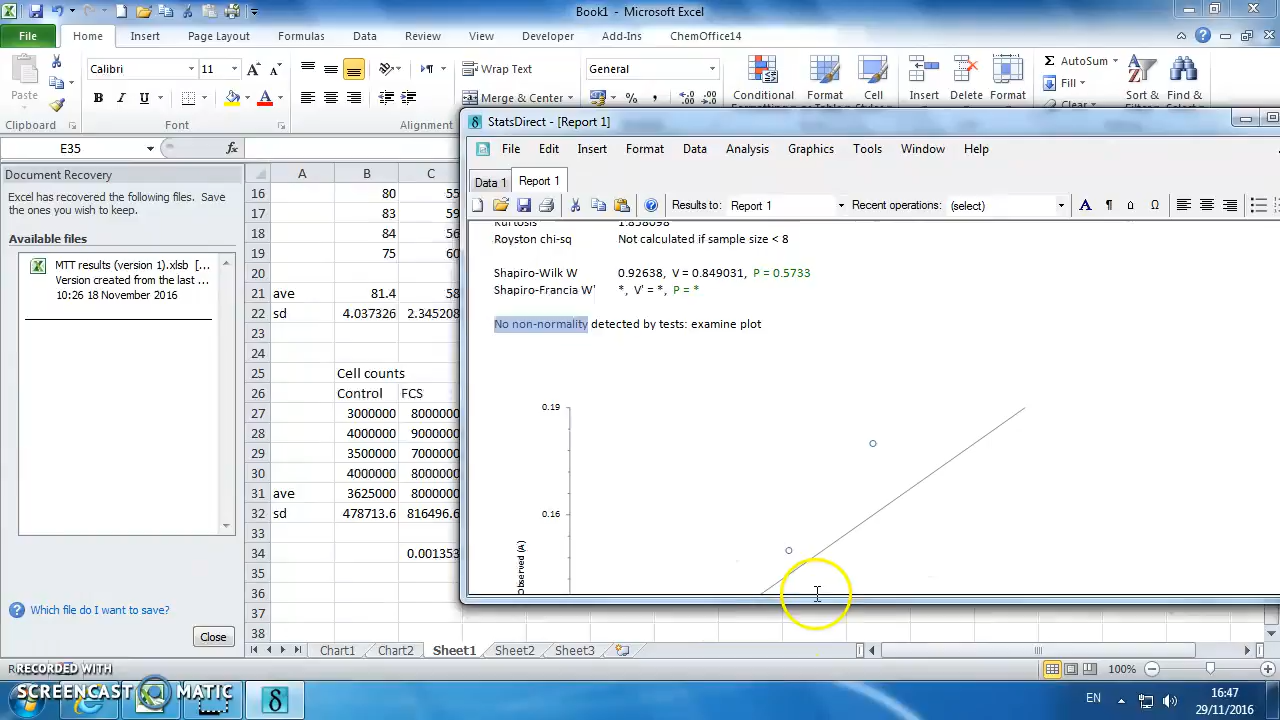 Book1 - Microsoft Excel
File Home Insert Page Layout Formulas Data Review View Developer Add-Ins ChemOffice14
Paste
Calibri 11
Wrap Text
General
Σ AutoSum
B I U
Merge & Center
% ,
Conditional Format Cell
Insert Delete Format
Fill
Sort & Find &
Clipboard Font Alignment
E35 fx
StatsDirect - [Report 1]
File Edit Insert Format Data Analysis Graphics Tools Window Help
Data 1 Report 1
Results to: Report 1 Recent operations: (select)
Document Recovery
Excel has recovered the following files. Save
the ones you wish to keep.
Available files
MTT results (version 1).xlsb [...
Version created from the last ...
10:26 18 November 2016
Which file do I want to save?
Close
A B C
16 80 55
17 83 59
18 84 56
19 75 60
20
21 ave 81.4 58
22 sd 4.037326 2.345208
23
24
25 Cell counts
26 Control FCS
27 3000000 8000000
28 4000000 9000000
29 3500000 7000000
30 4000000 8000000
31 ave 3625000 8000000
32 sd 478713.6 816496.6
33
34 0.001353
35
36
37
38
Kurtosis 1.858098
Royston chi-sq Not calculated if sample size < 8
Shapiro-Wilk W 0.92638, V = 0.849031, P = 0.5733
Shapiro-Francia W' *, V' = *, P = *
No non-normality detected by tests: examine plot
0.19
0.16
Observed (A)
Chart1 Chart2 Sheet1 Sheet2 Sheet3
100%
RECORDED WITH
SCREENCAST MATIC
EN
16:47
29/11/2016